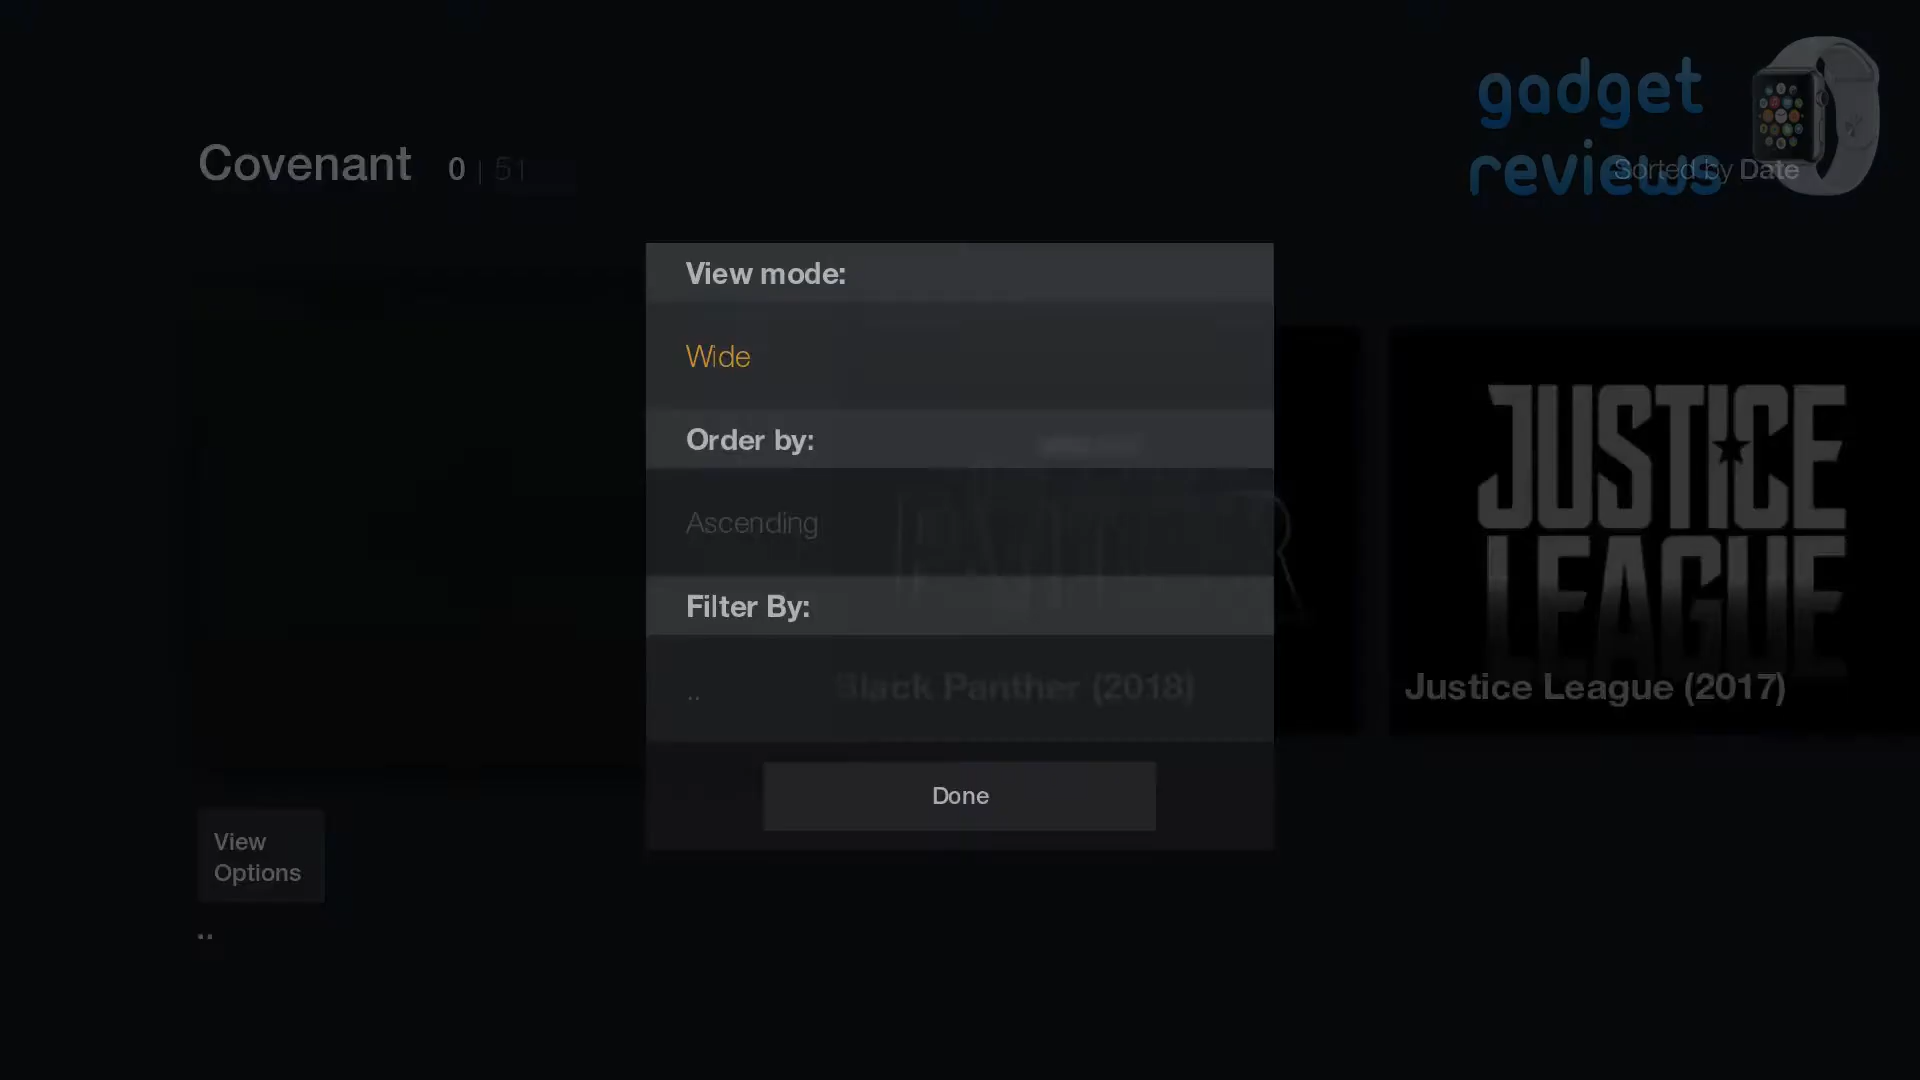 gadget
reviews
Covenant 0 | 51
Sorted by Date
View mode:
Wide
Order by:
Ascending
Filter By:
..
Black Panther (2018)
JUSTICE
LEAGUE
Justice League (2017)
Done
View
Options
..